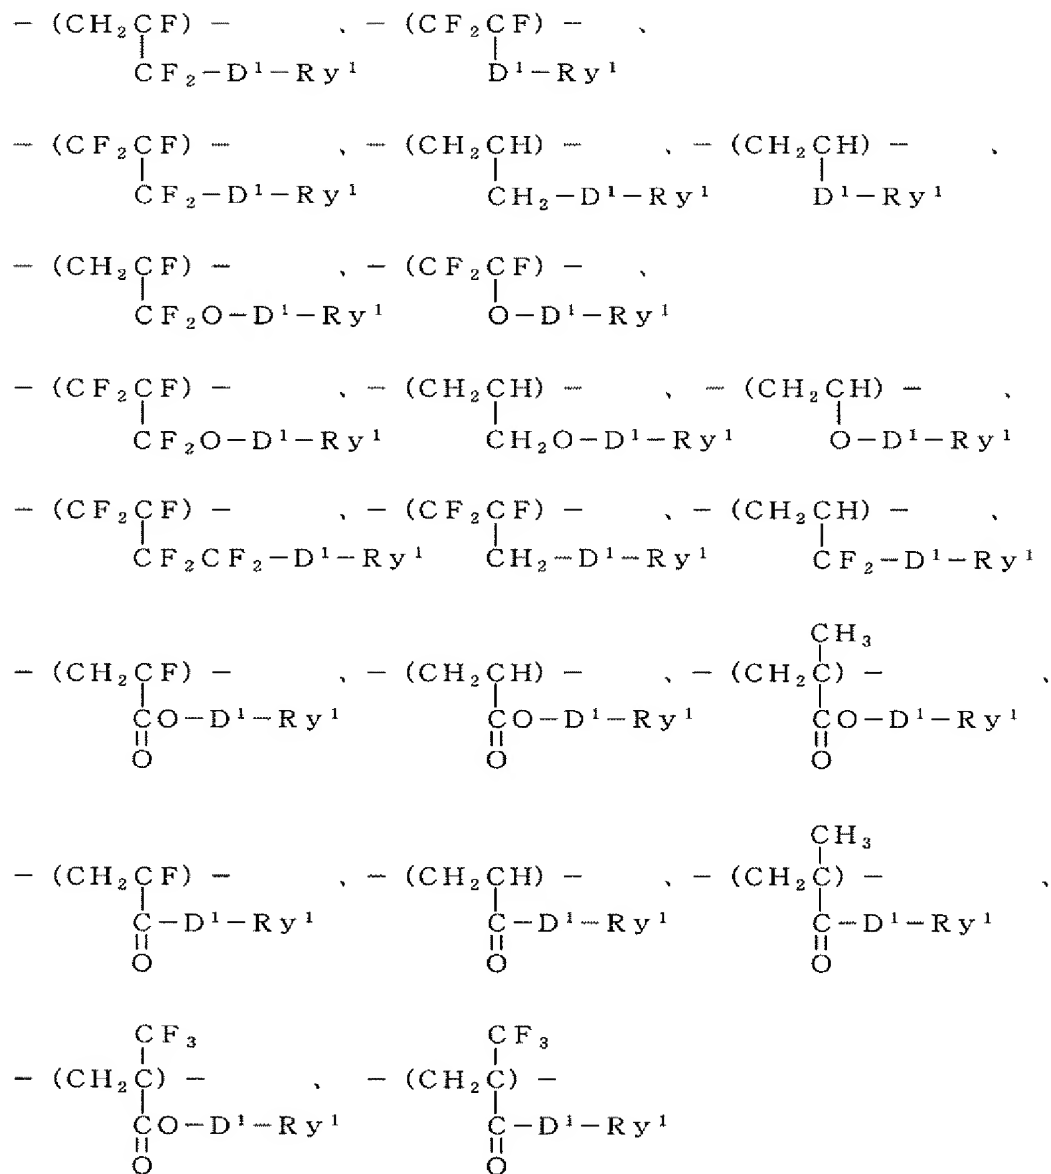 －(CH₂CF)－ 、－(CF₂CF)－ 、
CF₂－D¹－Ry¹ D¹－Ry¹
－(CF₂CF)－ 、－(CH₂CH)－ 、－(CH₂CH)－ 、
CF₂－D¹－Ry¹ CH₂－D¹－Ry¹ D¹－Ry¹
－(CH₂CF)－ 、－(CF₂CF)－ 、
CF₂O－D¹－Ry¹ O－D¹－Ry¹
－(CF₂CF)－ 、－(CH₂CH)－ 、－(CH₂CH)－ 、
CF₂O－D¹－Ry¹ CH₂O－D¹－Ry¹ O－D¹－Ry¹
－(CF₂CF)－ 、－(CF₂CF)－ 、－(CH₂CH)－ 、
CF₂CF₂－D¹－Ry¹ CH₂－D¹－Ry¹ CF₂－D¹－Ry¹
CH₃
－(CH₂CF)－ 、－(CH₂CH)－ 、－(CH₂C)－ 、
CO－D¹－Ry¹ CO－D¹－Ry¹ CO－D¹－Ry¹
O O O
CH₃
－(CH₂CF)－ 、－(CH₂CH)－ 、－(CH₂C)－ 、
C－D¹－Ry¹ C－D¹－Ry¹ C－D¹－Ry¹
O O O
CF₃ CF₃
－(CH₂C)－ 、－(CH₂C)－
CO－D¹－Ry¹ C－D¹－Ry¹
O O